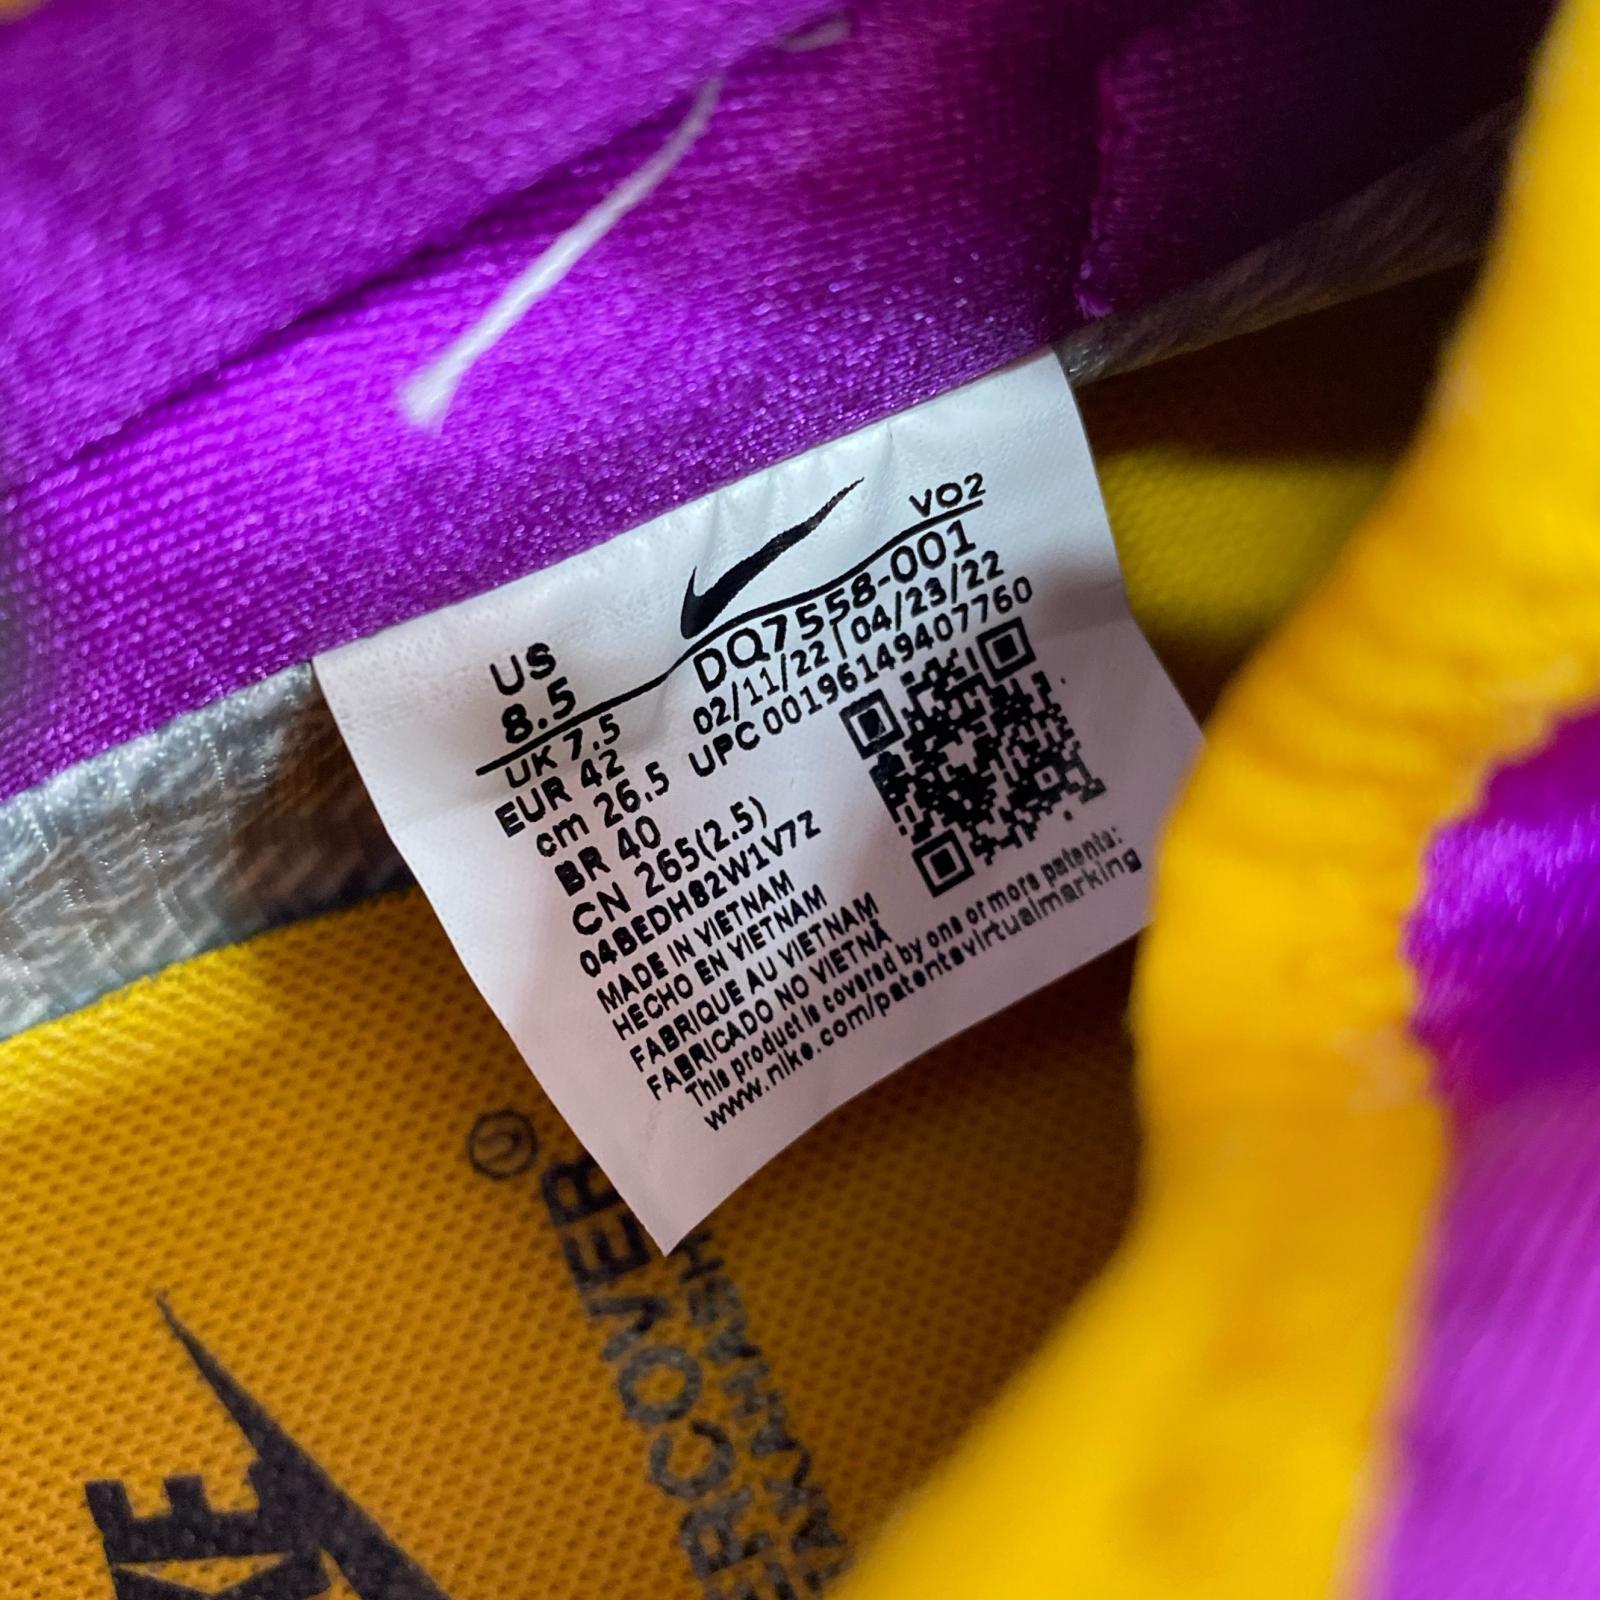 VO2
US
8.5
DQ7558-001
02/11/22 | 04/23/22
UPC 00196149407760
UK 7.5
EUR 42
cm 26.5
BR 40
CN 265(2.5)
04BEDH82W1V7Z
MADE IN VIETNAM
HECHO EN VIETNAM
FABRIQUE AU VIETNAM
FABRICADO NO VIETNÃ
This product is covered by one or more patents:
www.nike.com/patentsvirtualmarking